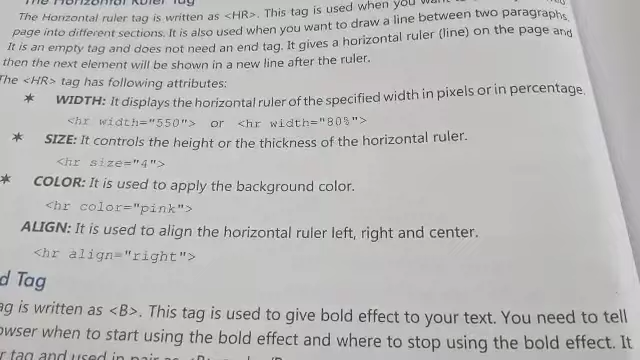 The Horizontal Ruler Tag
The Horizontal ruler tag is written as <HR>. This tag is used when you want to
page into different sections. It is also used when you want to draw a line between two paragraphs.
It is an empty tag and does not need an end tag. It gives a horizontal ruler (line) on the page and
then the next element will be shown in a new line after the ruler.
The <HR> tag has following attributes:
* WIDTH: It displays the horizontal ruler of the specified width in pixels or in percentage.
<hr width="550"> or <hr width="80%">
* SIZE: It controls the height or the thickness of the horizontal ruler.
<hr size="4">
* COLOR: It is used to apply the background color.
<hr color="pink">
ALIGN: It is used to align the horizontal ruler left, right and center.
<hr align="right">
d Tag
ag is written as <B>. This tag is used to give bold effect to your text. You need to tell
owser when to start using the bold effect and where to stop using the bold effect. It
r tag and used in pair as